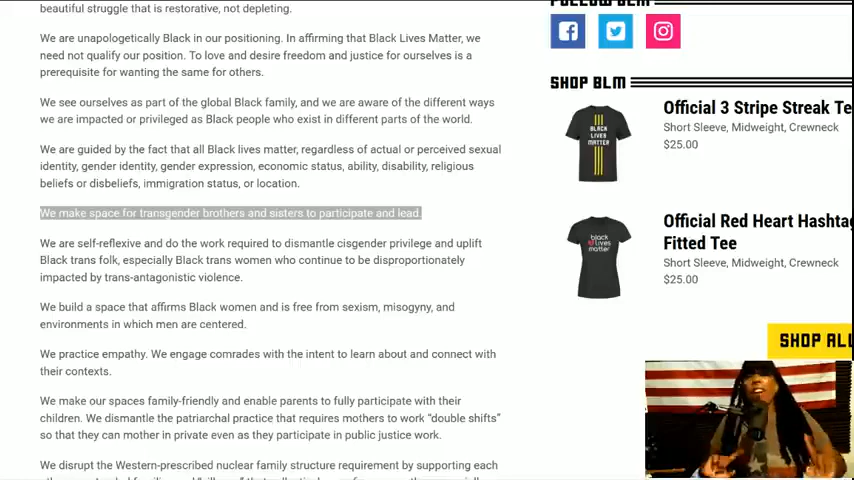 beautiful struggle that is restorative, not depleting.
We are unapologetically Black in our positioning. In affirming that Black Lives Matter, we
need not qualify our position. To love and desire freedom and justice for ourselves is a
prerequisite for wanting the same for others.
We see ourselves as part of the global Black family, and we are aware of the different ways
we are impacted or privileged as Black people who exist in different parts of the world.
We are guided by the fact that all Black lives matter, regardless of actual or perceived sexual
identity, gender identity, gender expression, economic status, ability, disability, religious
beliefs or disbeliefs, immigration status, or location.
We make space for transgender brothers and sisters to participate and lead.
We are self-reflexive and do the work required to dismantle cisgender privilege and uplift
Black trans folk, especially Black trans women who continue to be disproportionately
impacted by trans-antagonistic violence.
We build a space that affirms Black women and is free from sexism, misogyny, and
environments in which men are centered.
We practice empathy. We engage comrades with the intent to learn about and connect with
their contexts.
We make our spaces family-friendly and enable parents to fully participate with their
children. We dismantle the patriarchal practice that requires mothers to work “double shifts”
so that they can mother in private even as they participate in public justice work.
We disrupt the Western-prescribed nuclear family structure requirement by supporting each
FOLLOW BLM
SHOP BLM
BLACK
LIVES
MATTER
Official 3 Stripe Streak Te
Short Sleeve, Midweight, Crewneck
$25.00
black
lives
matter
Official Red Heart Hashtag
Fitted Tee
Short Sleeve, Midweight, Crewneck
$25.00
SHOP ALL